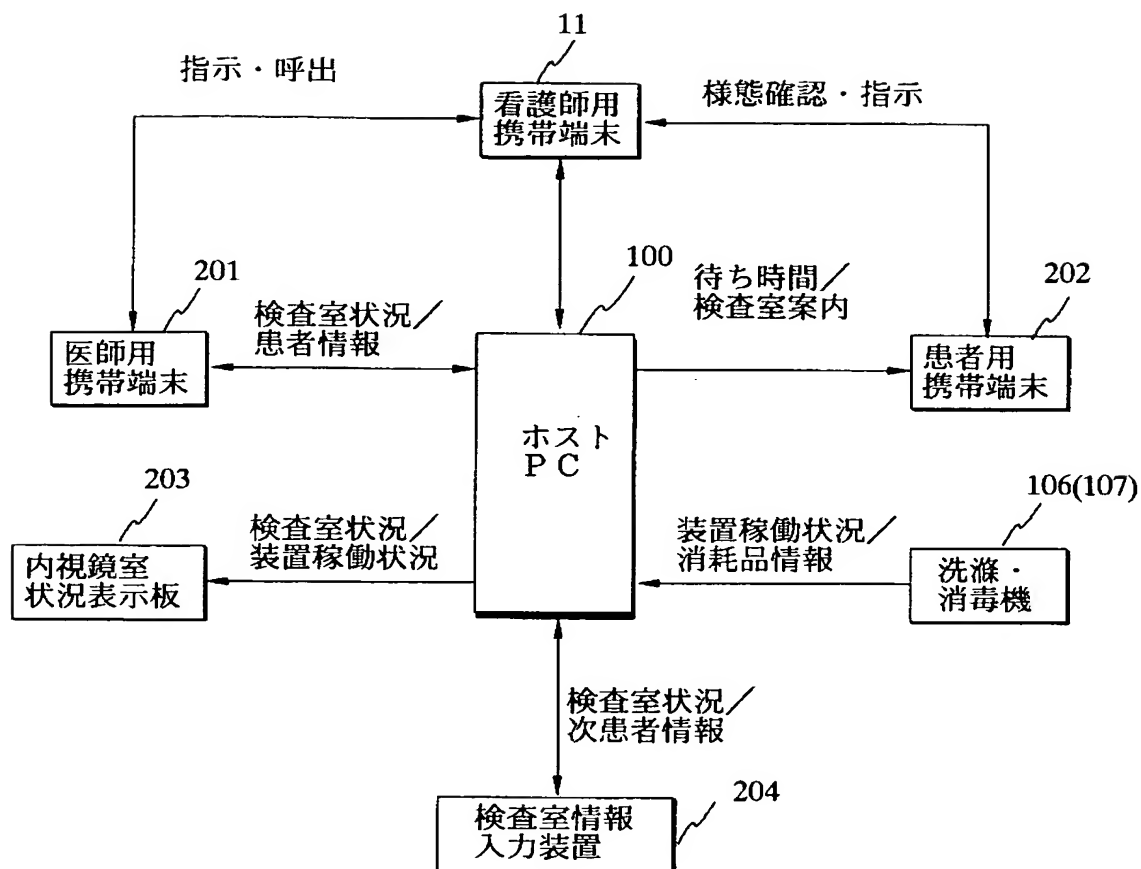 11
指示・呼出
看護師用
携帯端末
様態確認・指示
201
100
待ち時間／
検査室案内
202
検査室状況／
患者情報
医師用
携帯端末
患者用
携帯端末
ホスト
ＰＣ
203
106(107)
検査室状況／
装置稼働状況
装置稼働状況／
消耗品情報
内視鏡室
状況表示板
洗滌・
消毒機
検査室状況／
次患者情報
204
検査室情報
入力装置